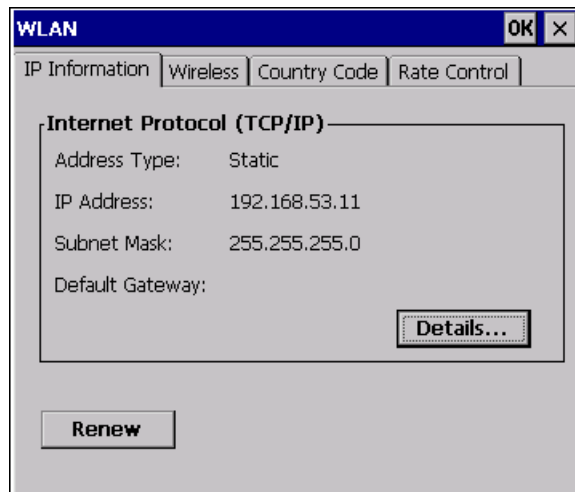 WLAN OK ×
IP Information Wireless Country Code Rate Control
Internet Protocol (TCP/IP)
Address Type: Static
IP Address: 192.168.53.11
Subnet Mask: 255.255.255.0
Default Gateway:
Details...
Renew